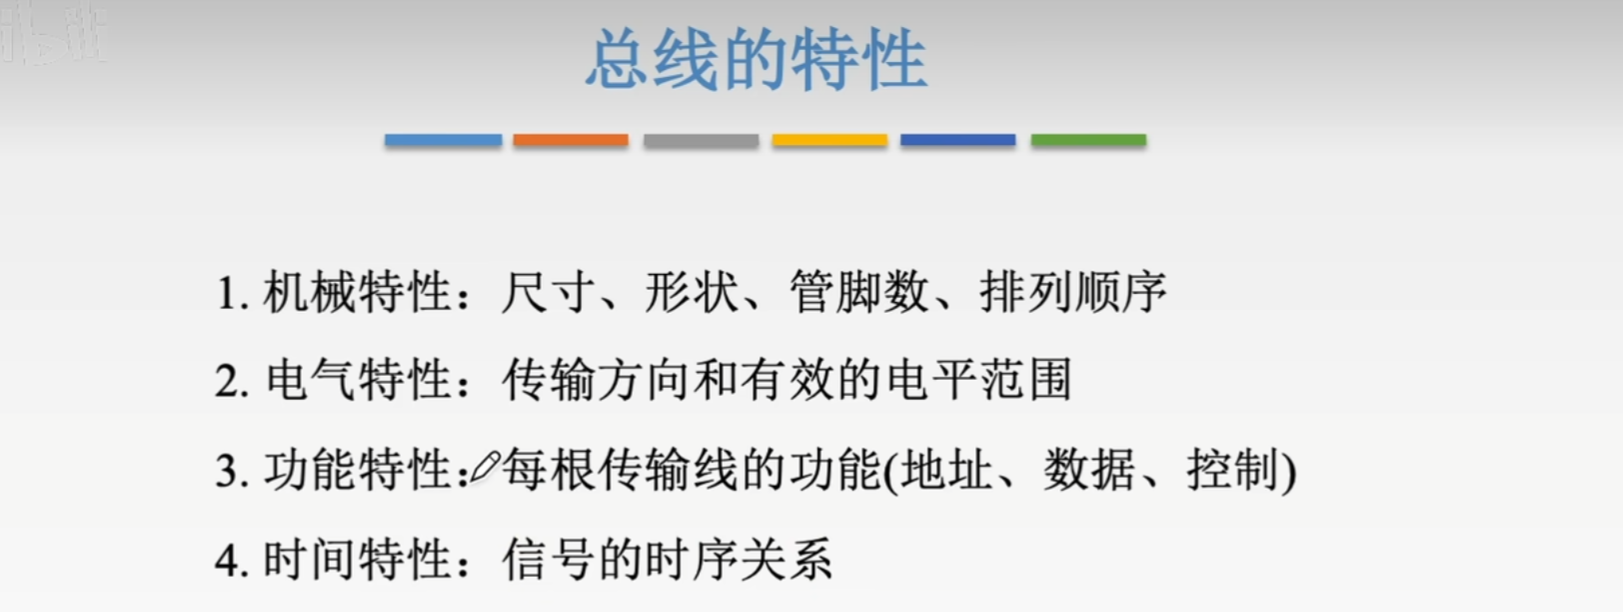 总线的特性
1. 机械特性：尺寸、形状、管脚数、排列顺序
2. 电气特性：传输方向和有效的电平范围
3. 功能特性：每根传输线的功能(地址、数据、控制)
4. 时间特性：信号的时序关系